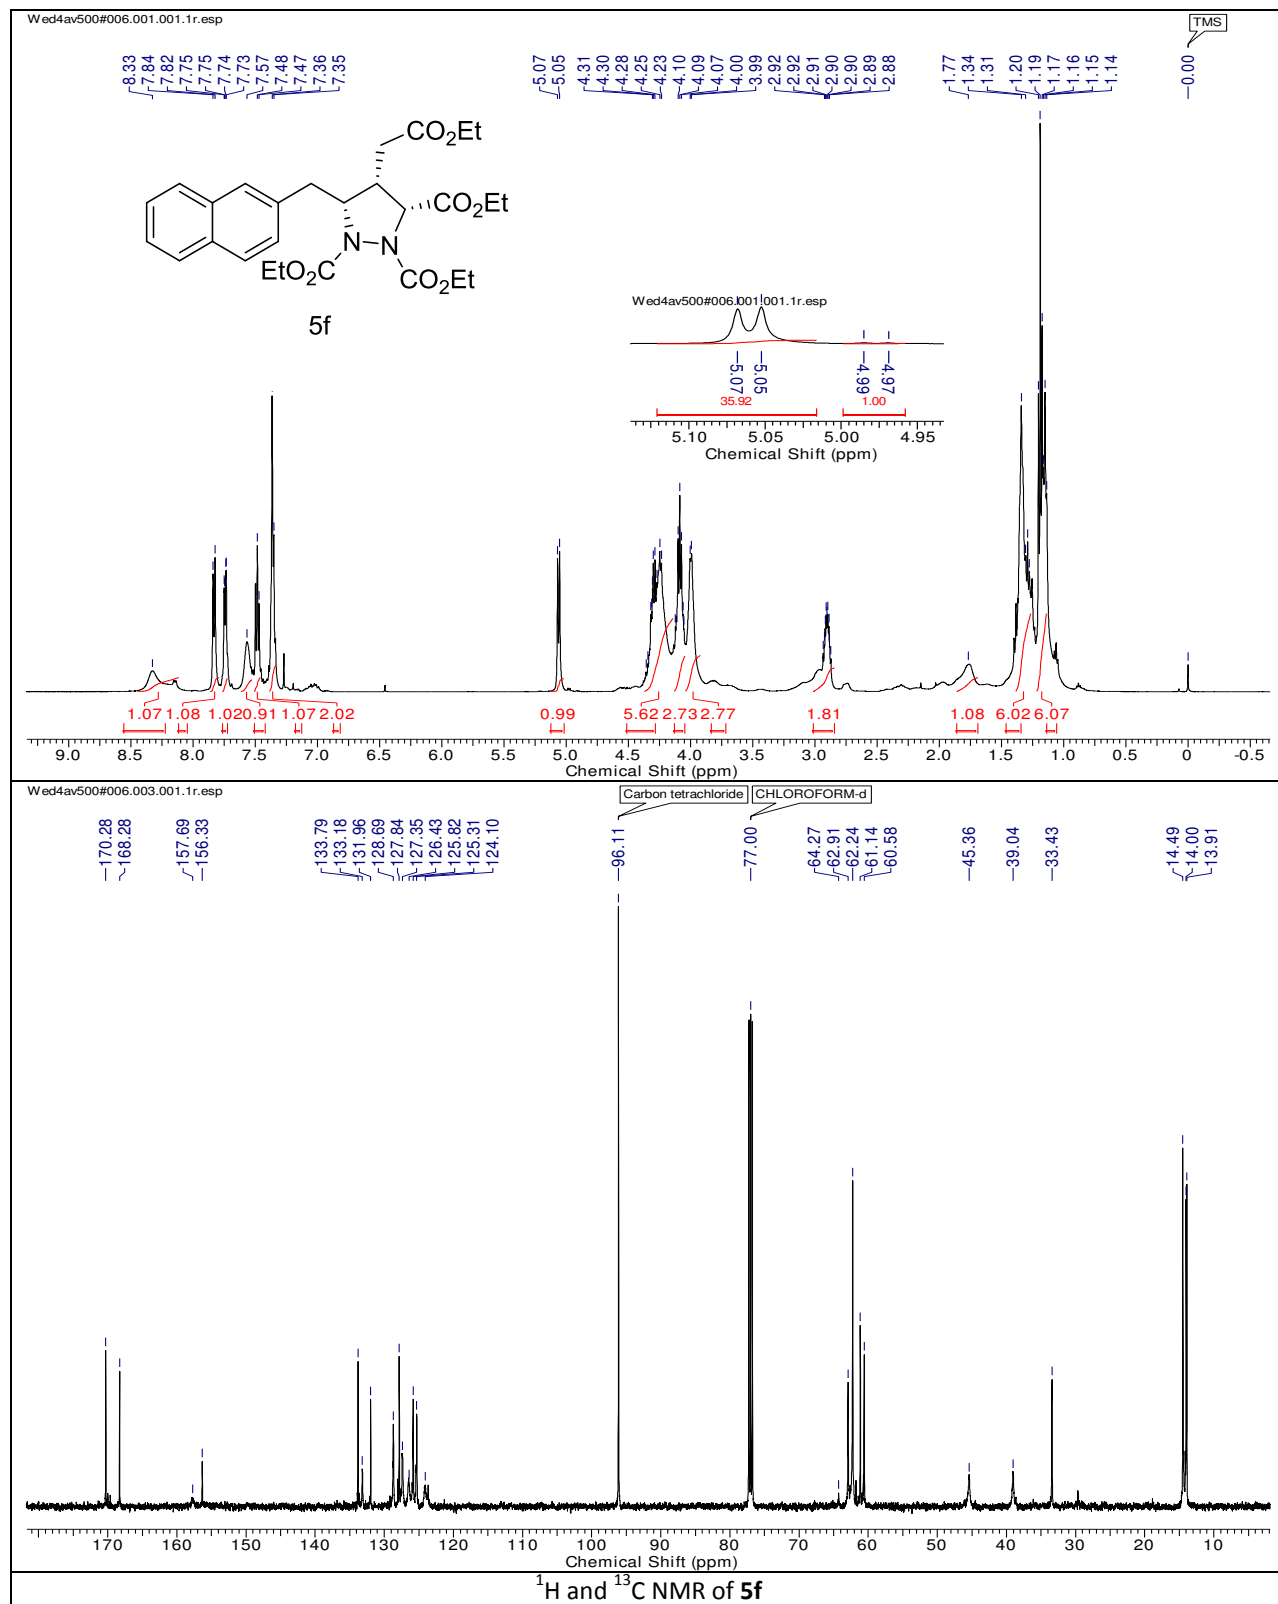 Wed4av500#006.001.001.1r.esp
TMS
8.33 7.84 7.82 7.75 7.75 7.74 7.73 7.57 7.48 7.47 7.36 7.35 5.07 5.05 4.31 4.30 4.28 4.25 4.23 4.10 4.09 4.07 4.00 3.99 2.92 2.92 2.91 2.90 2.90 2.89 2.88 1.77 1.34 1.31 1.20 1.19 1.17 1.16 1.15 1.14 -0.00
CO2Et
CO2Et
N N
EtO2C CO2Et
5f
Wed4av500#006.001.001.1r.esp
5.07 5.05 4.99 4.97
35.92 1.00
5.10 5.05 5.00 4.95
Chemical Shift (ppm)
1.07 1.08 1.02 0.91 1.07 2.02 0.99 5.62 2.73 2.77 1.81 1.08 6.02 6.07
9.0 8.5 8.0 7.5 7.0 6.5 6.0 5.5 5.0 4.5 4.0 3.5 3.0 2.5 2.0 1.5 1.0 0.5 0 -0.5
Chemical Shift (ppm)
Wed4av500#006.003.001.1r.esp
Carbon tetrachloride CHLOROFORM-d
170.28 168.28 157.69 156.33 133.79 133.18 131.96 128.69 127.84 127.35 126.43 125.82 125.31 124.10 96.11 77.00 64.27 62.91 62.24 61.14 60.58 45.36 39.04 33.43 14.49 14.00 13.91
170 160 150 140 130 120 110 100 90 80 70 60 50 40 30 20 10
Chemical Shift (ppm)
1H and 13C NMR of 5f